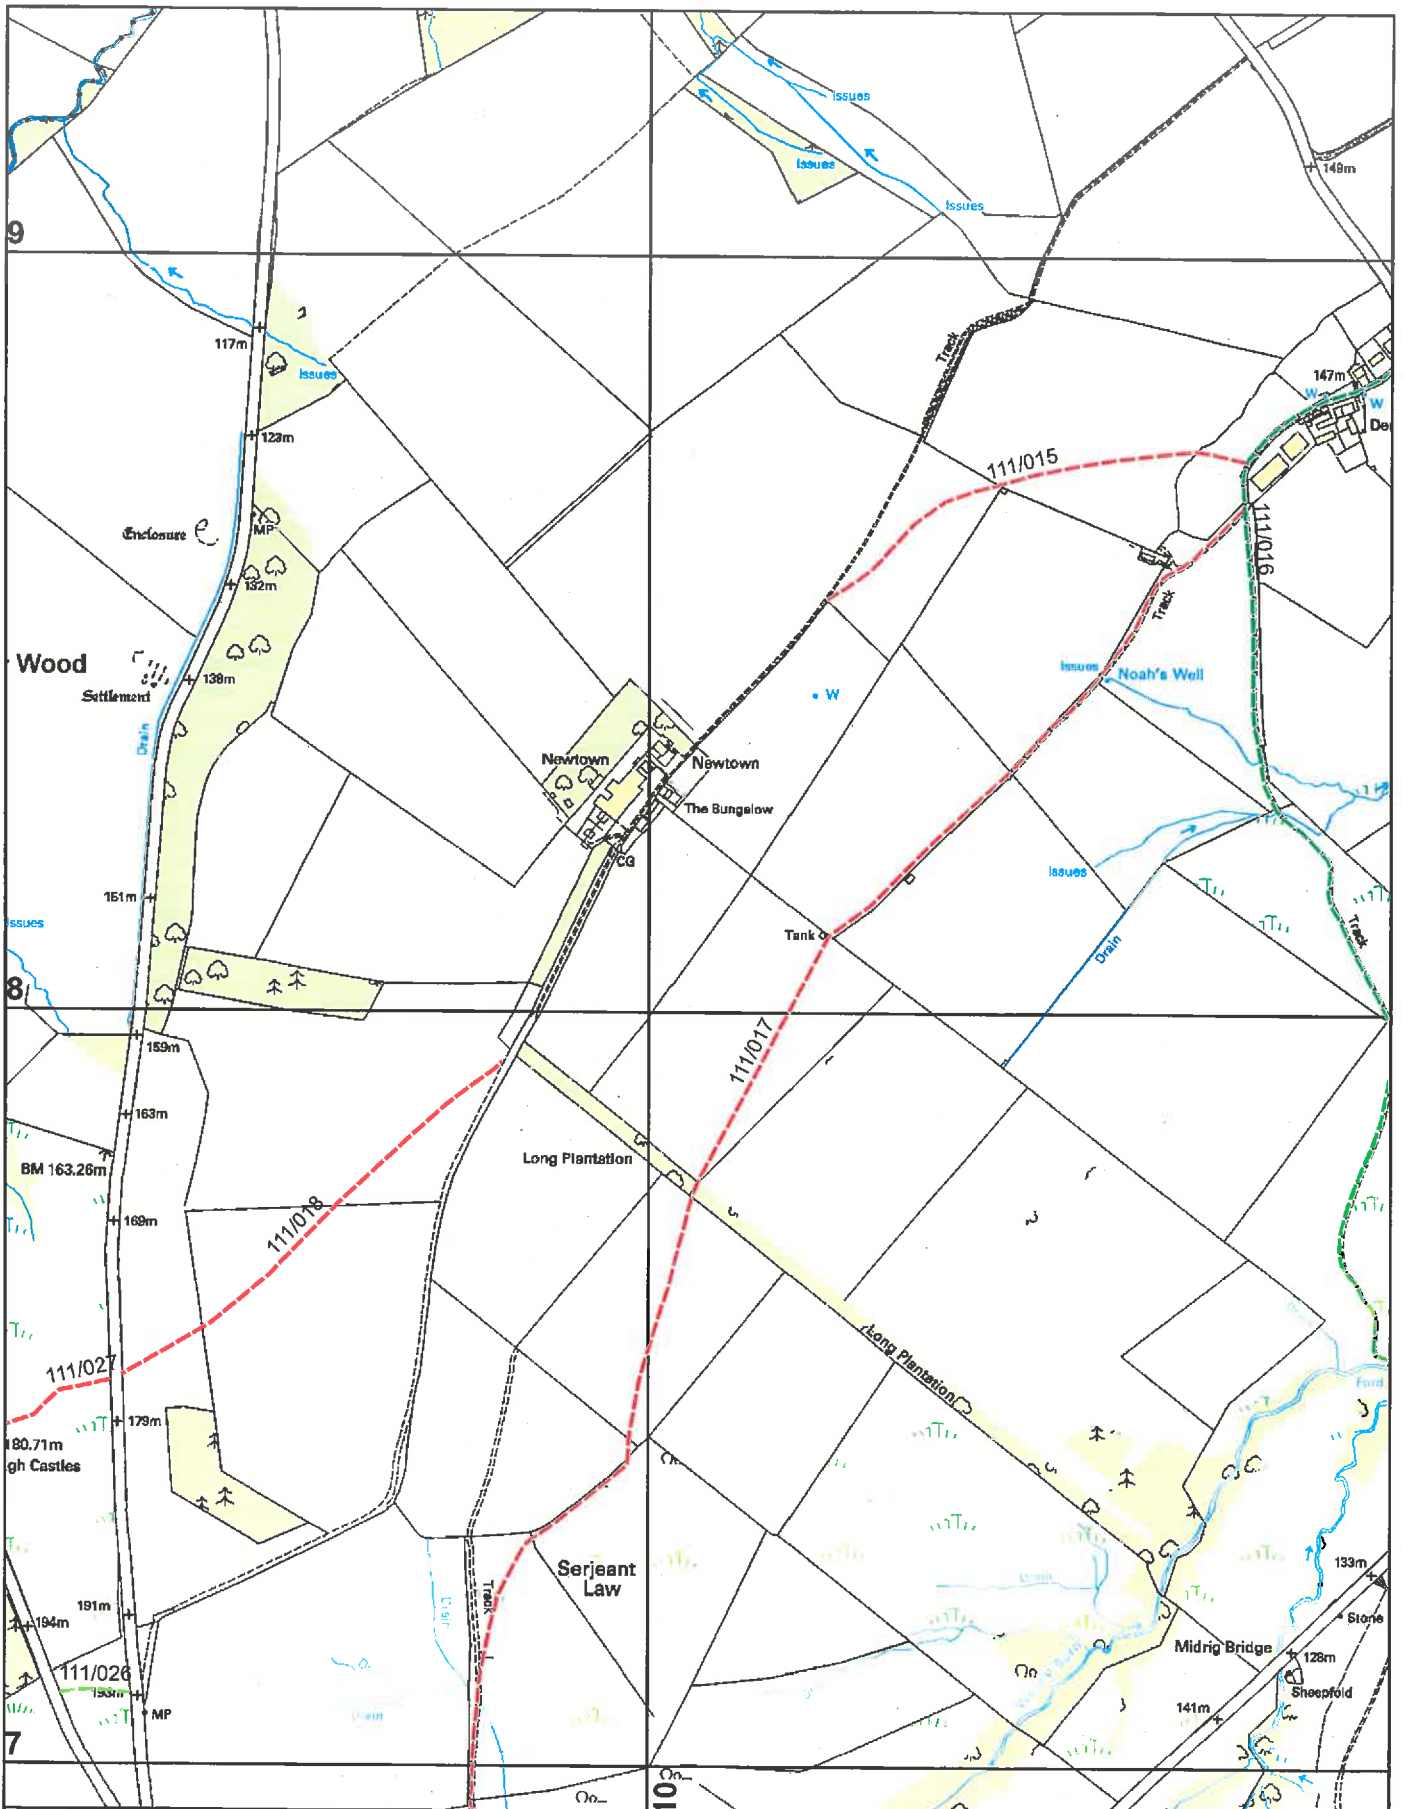 Issues
Issues
Issues
149m
9
117m
Issues
Track
147m
W
W
De
123m
111/015
Enclosure
MP
111/016
132m
Track
Wood
Settlement
138m
Issues
Noah's Well
W
Drain
Newtown
Newtown
The Bungalow
CG
Issues
151m
Issues
Track
Tank
Drain
8
159m
111/017
163m
BM 163.26m
Long Plantation
169m
111/018
Long Plantation
111/027
Ford
179m
180.71m
gh Castles
Serjeant
Law
Track
Drain
Drain
133m
191m
194m
Stone
Midrig Bridge
128m
111/026
193m
Sheepfold
MP
Drain
141m
7
10